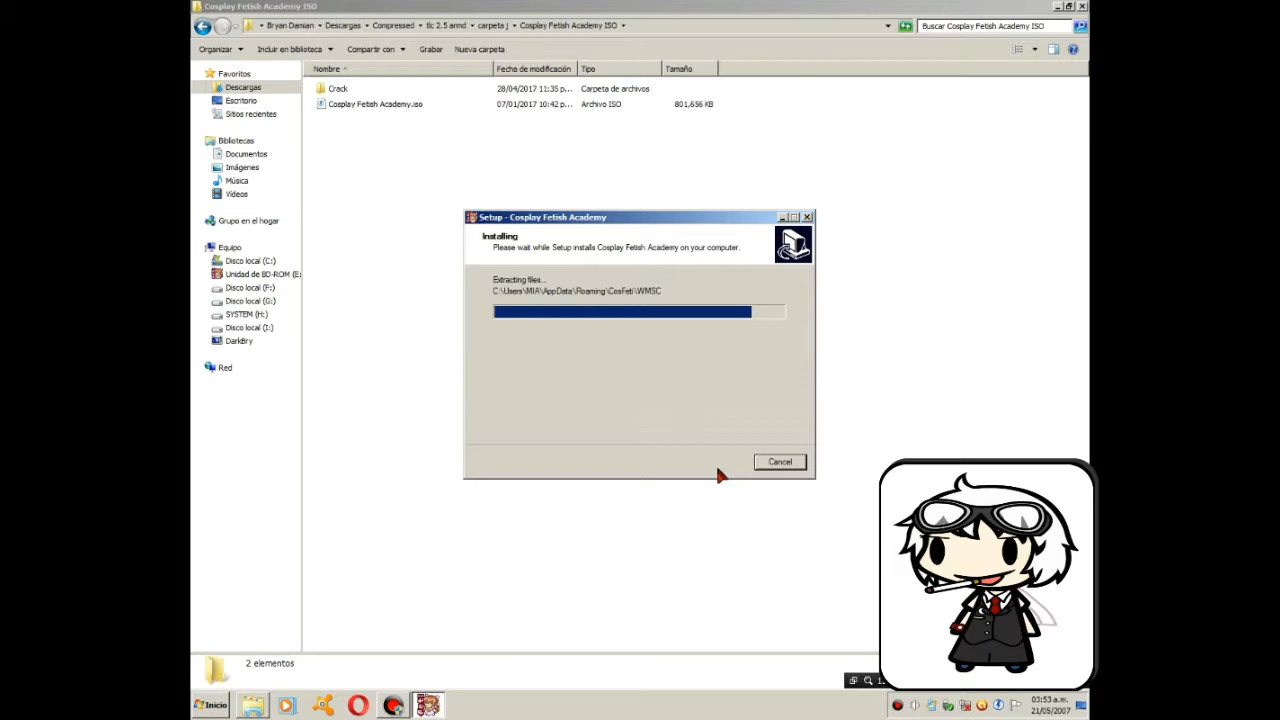 Cosplay Fetish Academy ISO
Bryan Damian Descargas Compressed tlc 2.5 armd carpeta j Cosplay Fetish Academy ISO
Buscar Cosplay Fetish Academy ISO
Organizar Incluir en biblioteca Compartir con Grabar Nueva carpeta
Nombre Fecha de modificación Tipo Tamaño
Favoritos
Descargas
Escritorio
Sitios recientes
Bibliotecas
Documentos
Imágenes
Música
Vídeos
Grupo en el hogar
Equipo
Disco local (C:)
Unidad de BD-ROM (E:
Disco local (F:)
Disco local (G:)
SYSTEM (H:)
Disco local (I:)
DarkBry
Red
Crack 28/04/2017 11:35 p... Carpeta de archivos
Cosplay Fetish Academy.iso 07/01/2017 10:42 p... Archivo ISO 801,656 KB
Setup - Cosplay Fetish Academy
Installing
Please wait while Setup installs Cosplay Fetish Academy on your computer.
Extracting files...
C:\Users\MIA\AppData\Roaming\CosFeti\WMSC
Cancel
2 elementos
Inicio
03:53 a.m.
21/05/2007